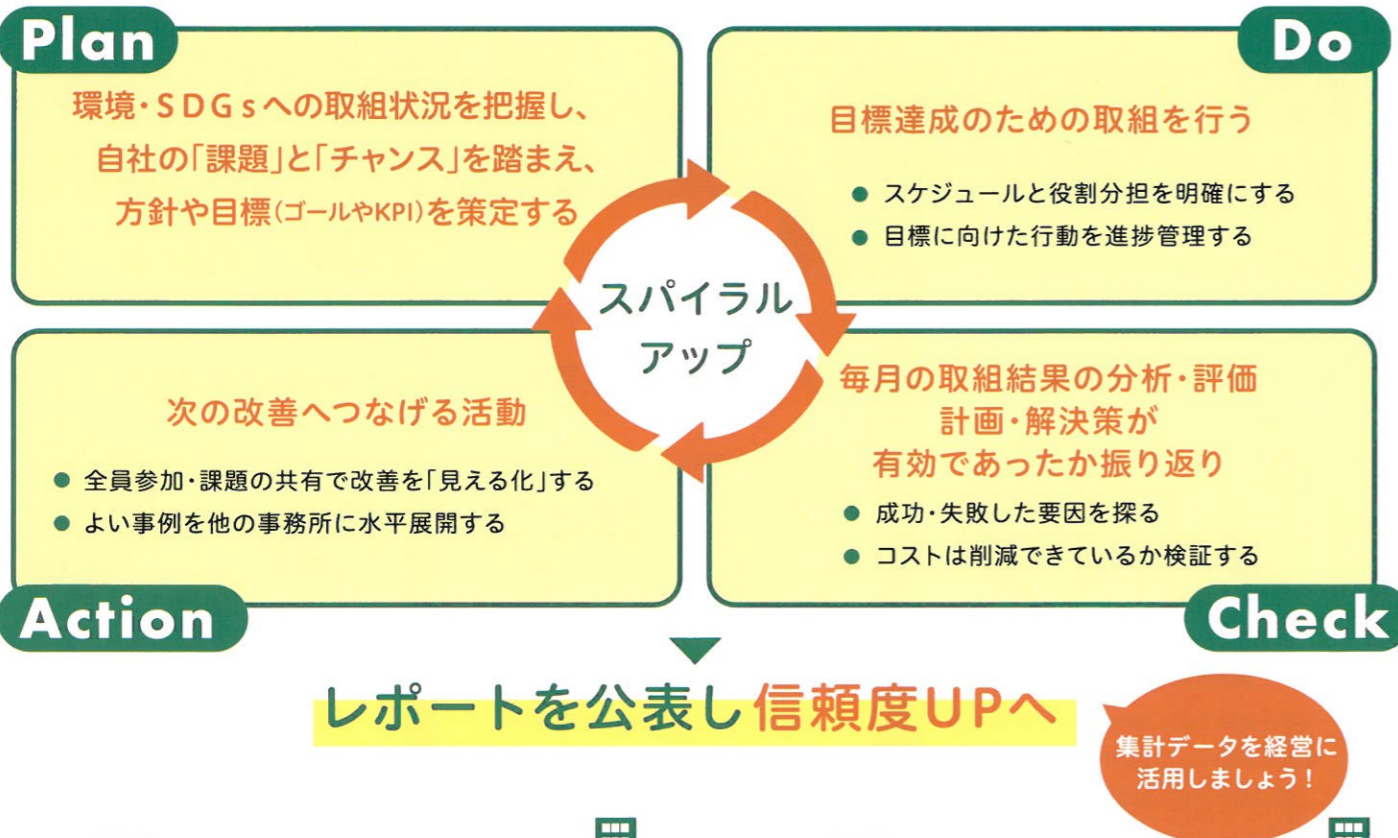 Plan
環境・SDGsへの取組状況を把握し、
自社の「課題」と「チャンス」を踏まえ、
方針や目標(ゴールやKPI)を策定する
Do
目標達成のための取組を行う
● スケジュールと役割分担を明確にする
● 目標に向けた行動を進捗管理する
スパイラル
アップ
毎月の取組結果の分析・評価
計画・解決策が
有効であったか振り返り
● 成功・失敗した要因を探る
● コストは削減できているか検証する
Check
次の改善へつなげる活動
● 全員参加・課題の共有で改善を「見える化」する
● よい事例を他の事務所に水平展開する
Action
レポートを公表し信頼度UPへ
集計データを経営に
活用しましょう！